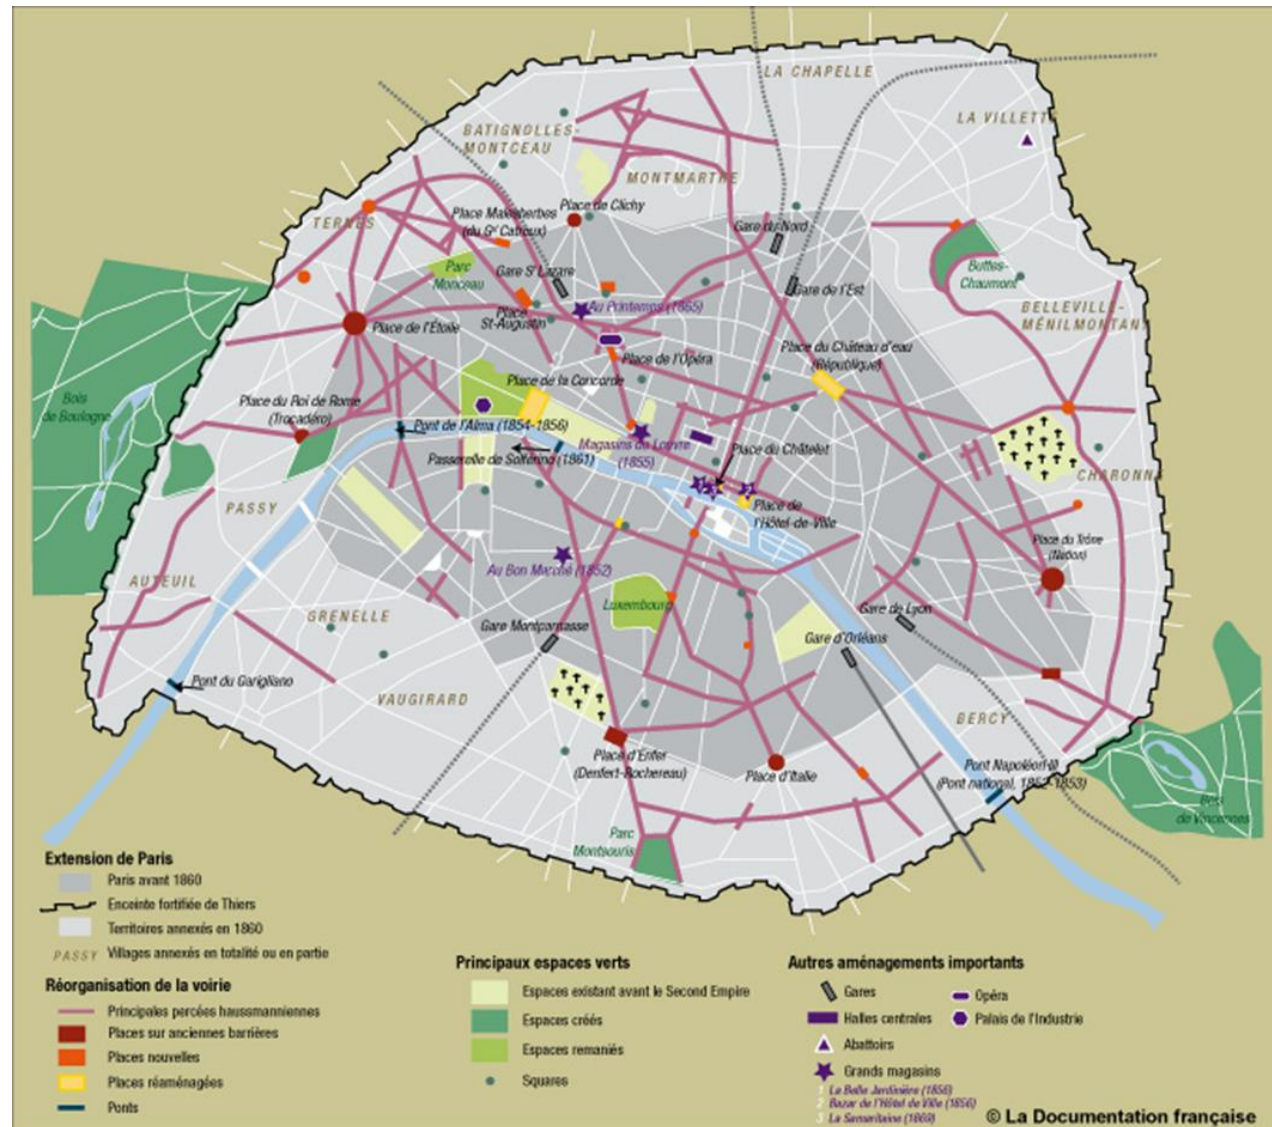 LA CHAPELLE
LA VILLETTE
BATIGNOLLES-
MONTCEAU
MONTMARTRE
TERNES
Place Malesherbes
(du Gᵃˡ Catroux)
Place de Clichy
Gare du Nord
Parc
Monceau
Gare Sᵗ Lazare
Gare de l'Est
Buttes-
Chaumont
Au Printemps (1865)
Place
St-Augustin
BELLEVILLE-
MÉNILMONTANT
Place de l'Étoile
Place de l'Opéra
Place du Château d'eau
(République)
Place de la Concorde
Bois
de Boulogne
Place du Roi de Rome
(Trocadéro)
Pont de l'Alma (1854-1856)
Magasins du Louvre
(1855)
Place du Châtelet
Passerelle de Solférino (1861)
CHARONNE
PASSY
Place de
l'Hôtel-de-Ville
Place du Trône
(Nation)
Au Bon Marché (1852)
AUTEUIL
GRENELLE
Luxembourg
Gare Montparnasse
Gare de Lyon
Gare d'Orléans
Pont du Garigliano
VAUGIRARD
BERCY
Place d'Enfer
(Denfert-Rochereau)
Place d'Italie
Pont Napoléon III
(Pont national, 1852-1853)
Bois
de Vincennes
Parc
Montsouris
Extension de Paris
Paris avant 1860
Enceinte fortifiée de Thiers
Territoires annexés en 1860
PASSY Villages annexés en totalité ou en partie
Réorganisation de la voirie
Principales percées haussmanniennes
Places sur anciennes barrières
Places nouvelles
Places réaménagées
Ponts
Principaux espaces verts
Espaces existant avant le Second Empire
Espaces créés
Espaces remaniés
Squares
Autres aménagements importants
Gares
Opéra
Halles centrales
Palais de l'Industrie
Abattoirs
Grands magasins
1 La Belle Jardinière (1856)
2 Bazar de l'Hôtel de Ville (1856)
3 La Samaritaine (1869)
© La Documentation française